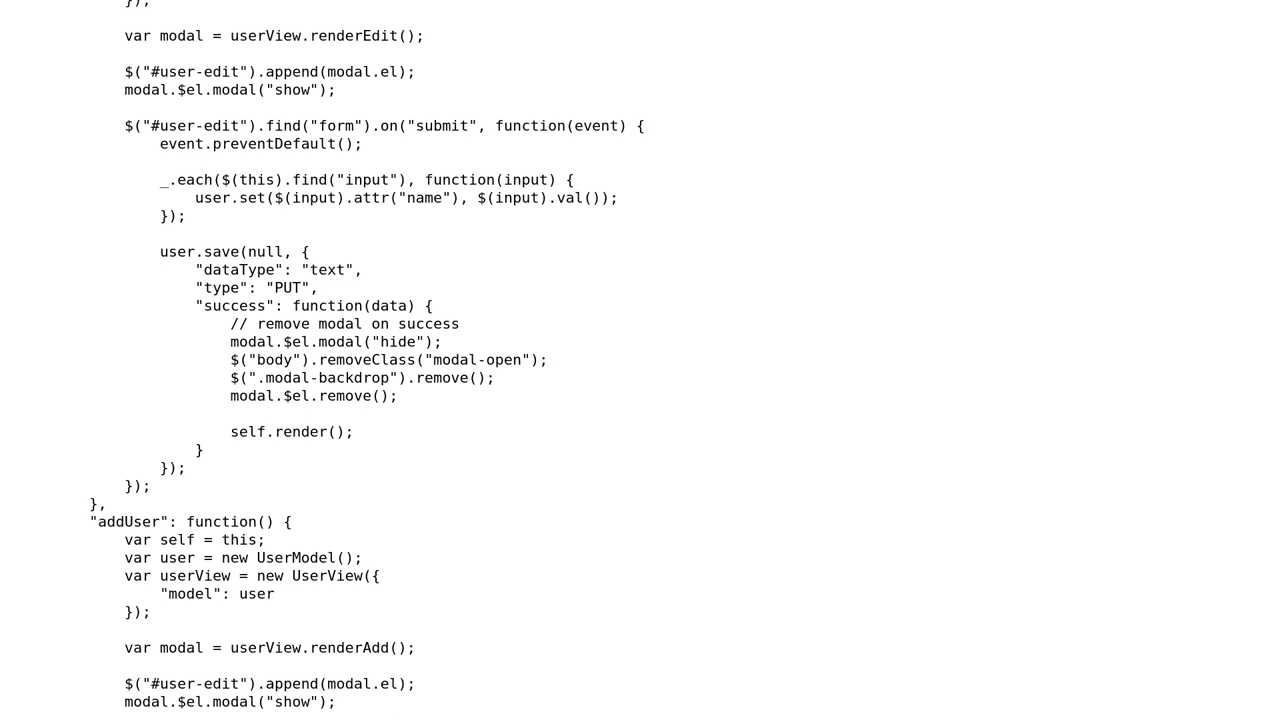 });

var modal = userView.renderEdit();

$("#user-edit").append(modal.el);
modal.$el.modal("show");

$("#user-edit").find("form").on("submit", function(event) {
    event.preventDefault();

    _.each($(this).find("input"), function(input) {
        user.set($(input).attr("name"), $(input).val());
    });

    user.save(null, {
        "dataType": "text",
        "type": "PUT",
        "success": function(data) {
            // remove modal on success
            modal.$el.modal("hide");
            $("body").removeClass("modal-open");
            $(".modal-backdrop").remove();
            modal.$el.remove();

            self.render();
        }
    });
});
},
"addUser": function() {
    var self = this;
    var user = new UserModel();
    var userView = new UserView({
        "model": user
    });

    var modal = userView.renderAdd();

    $("#user-edit").append(modal.el);
    modal.$el.modal("show");